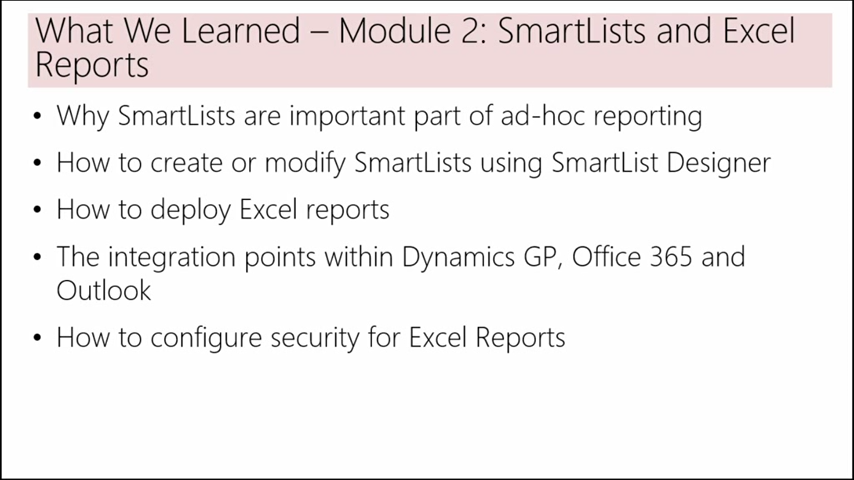 What We Learned – Module 2: SmartLists and Excel
Reports
• Why SmartLists are important part of ad-hoc reporting
• How to create or modify SmartLists using SmartList Designer
• How to deploy Excel reports
• The integration points within Dynamics GP, Office 365 and
Outlook
• How to configure security for Excel Reports